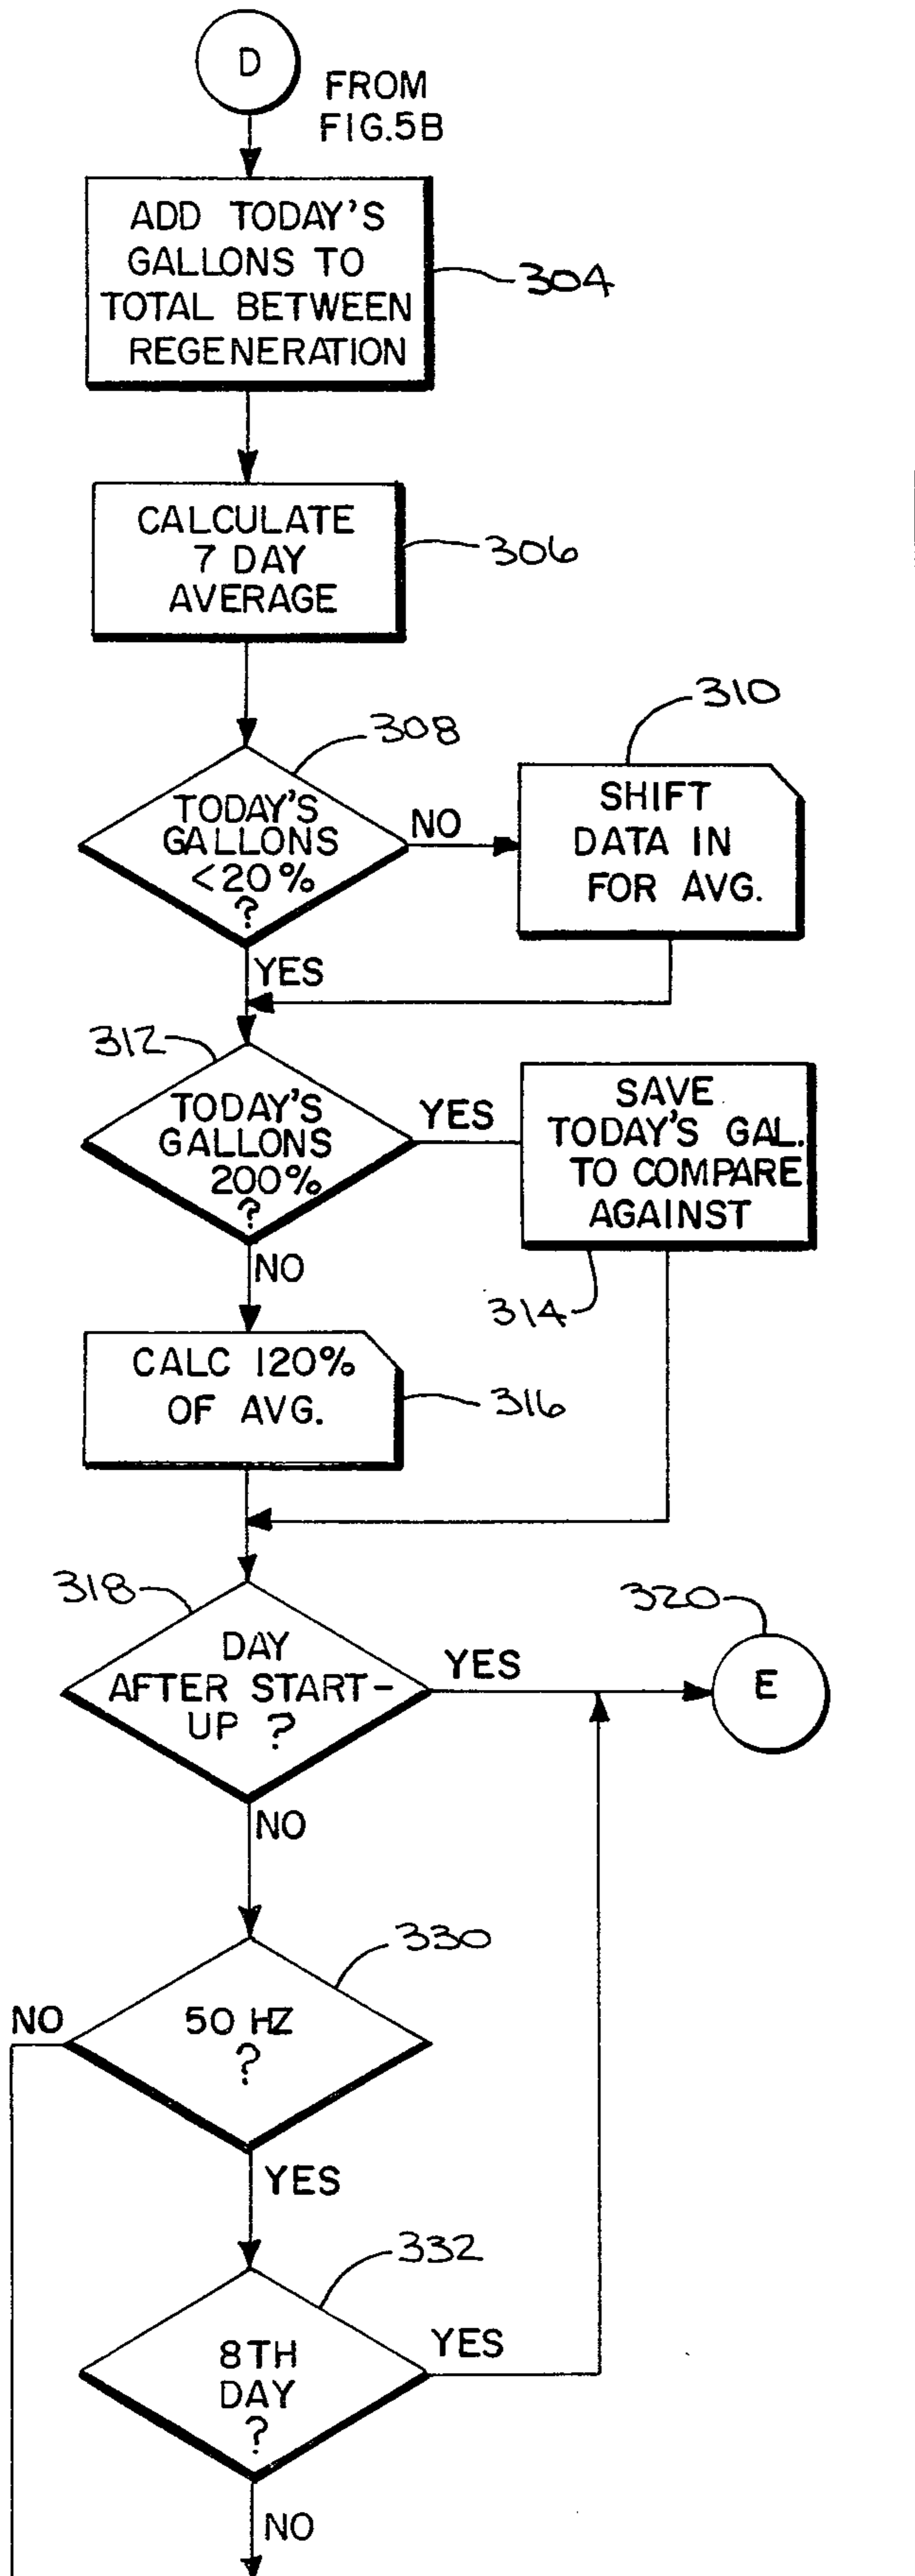 D
FROM
FIG.5B
ADD TODAY'S
GALLONS TO
TOTAL BETWEEN
REGENERATION
304
CALCULATE
7 DAY
AVERAGE
306
308
TODAY'S
GALLONS
<20%
?
NO
310
SHIFT
DATA IN
FOR AVG.
YES
312
TODAY'S
GALLONS
200%
?
YES
SAVE
TODAY'S GAL.
TO COMPARE
AGAINST
314
NO
CALC 120%
OF AVG.
316
318
DAY
AFTER START-
UP ?
YES
320
E
NO
330
50 HZ
?
NO
YES
332
8TH
DAY
?
YES
NO